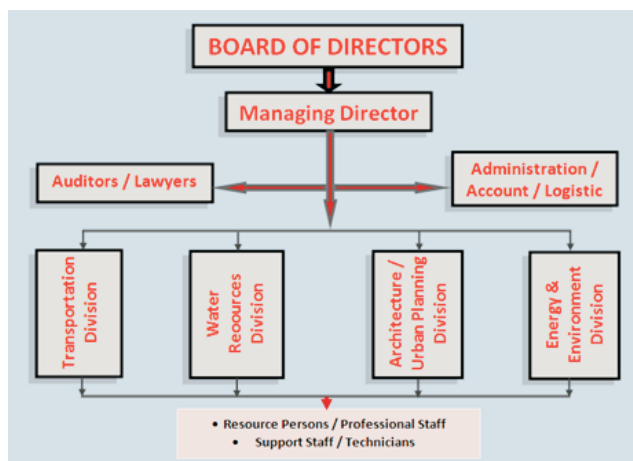 BOARD OF DIRECTORS
Managing Director
Auditors / Lawyers
Administration /
Account / Logistic
Transportation
Division
Water
Reoources
Division
Architecture /
Urban Planning
Division
Energy &
Environment
Division
• Resource Persons / Professional Staff
• Support Staff / Technicians